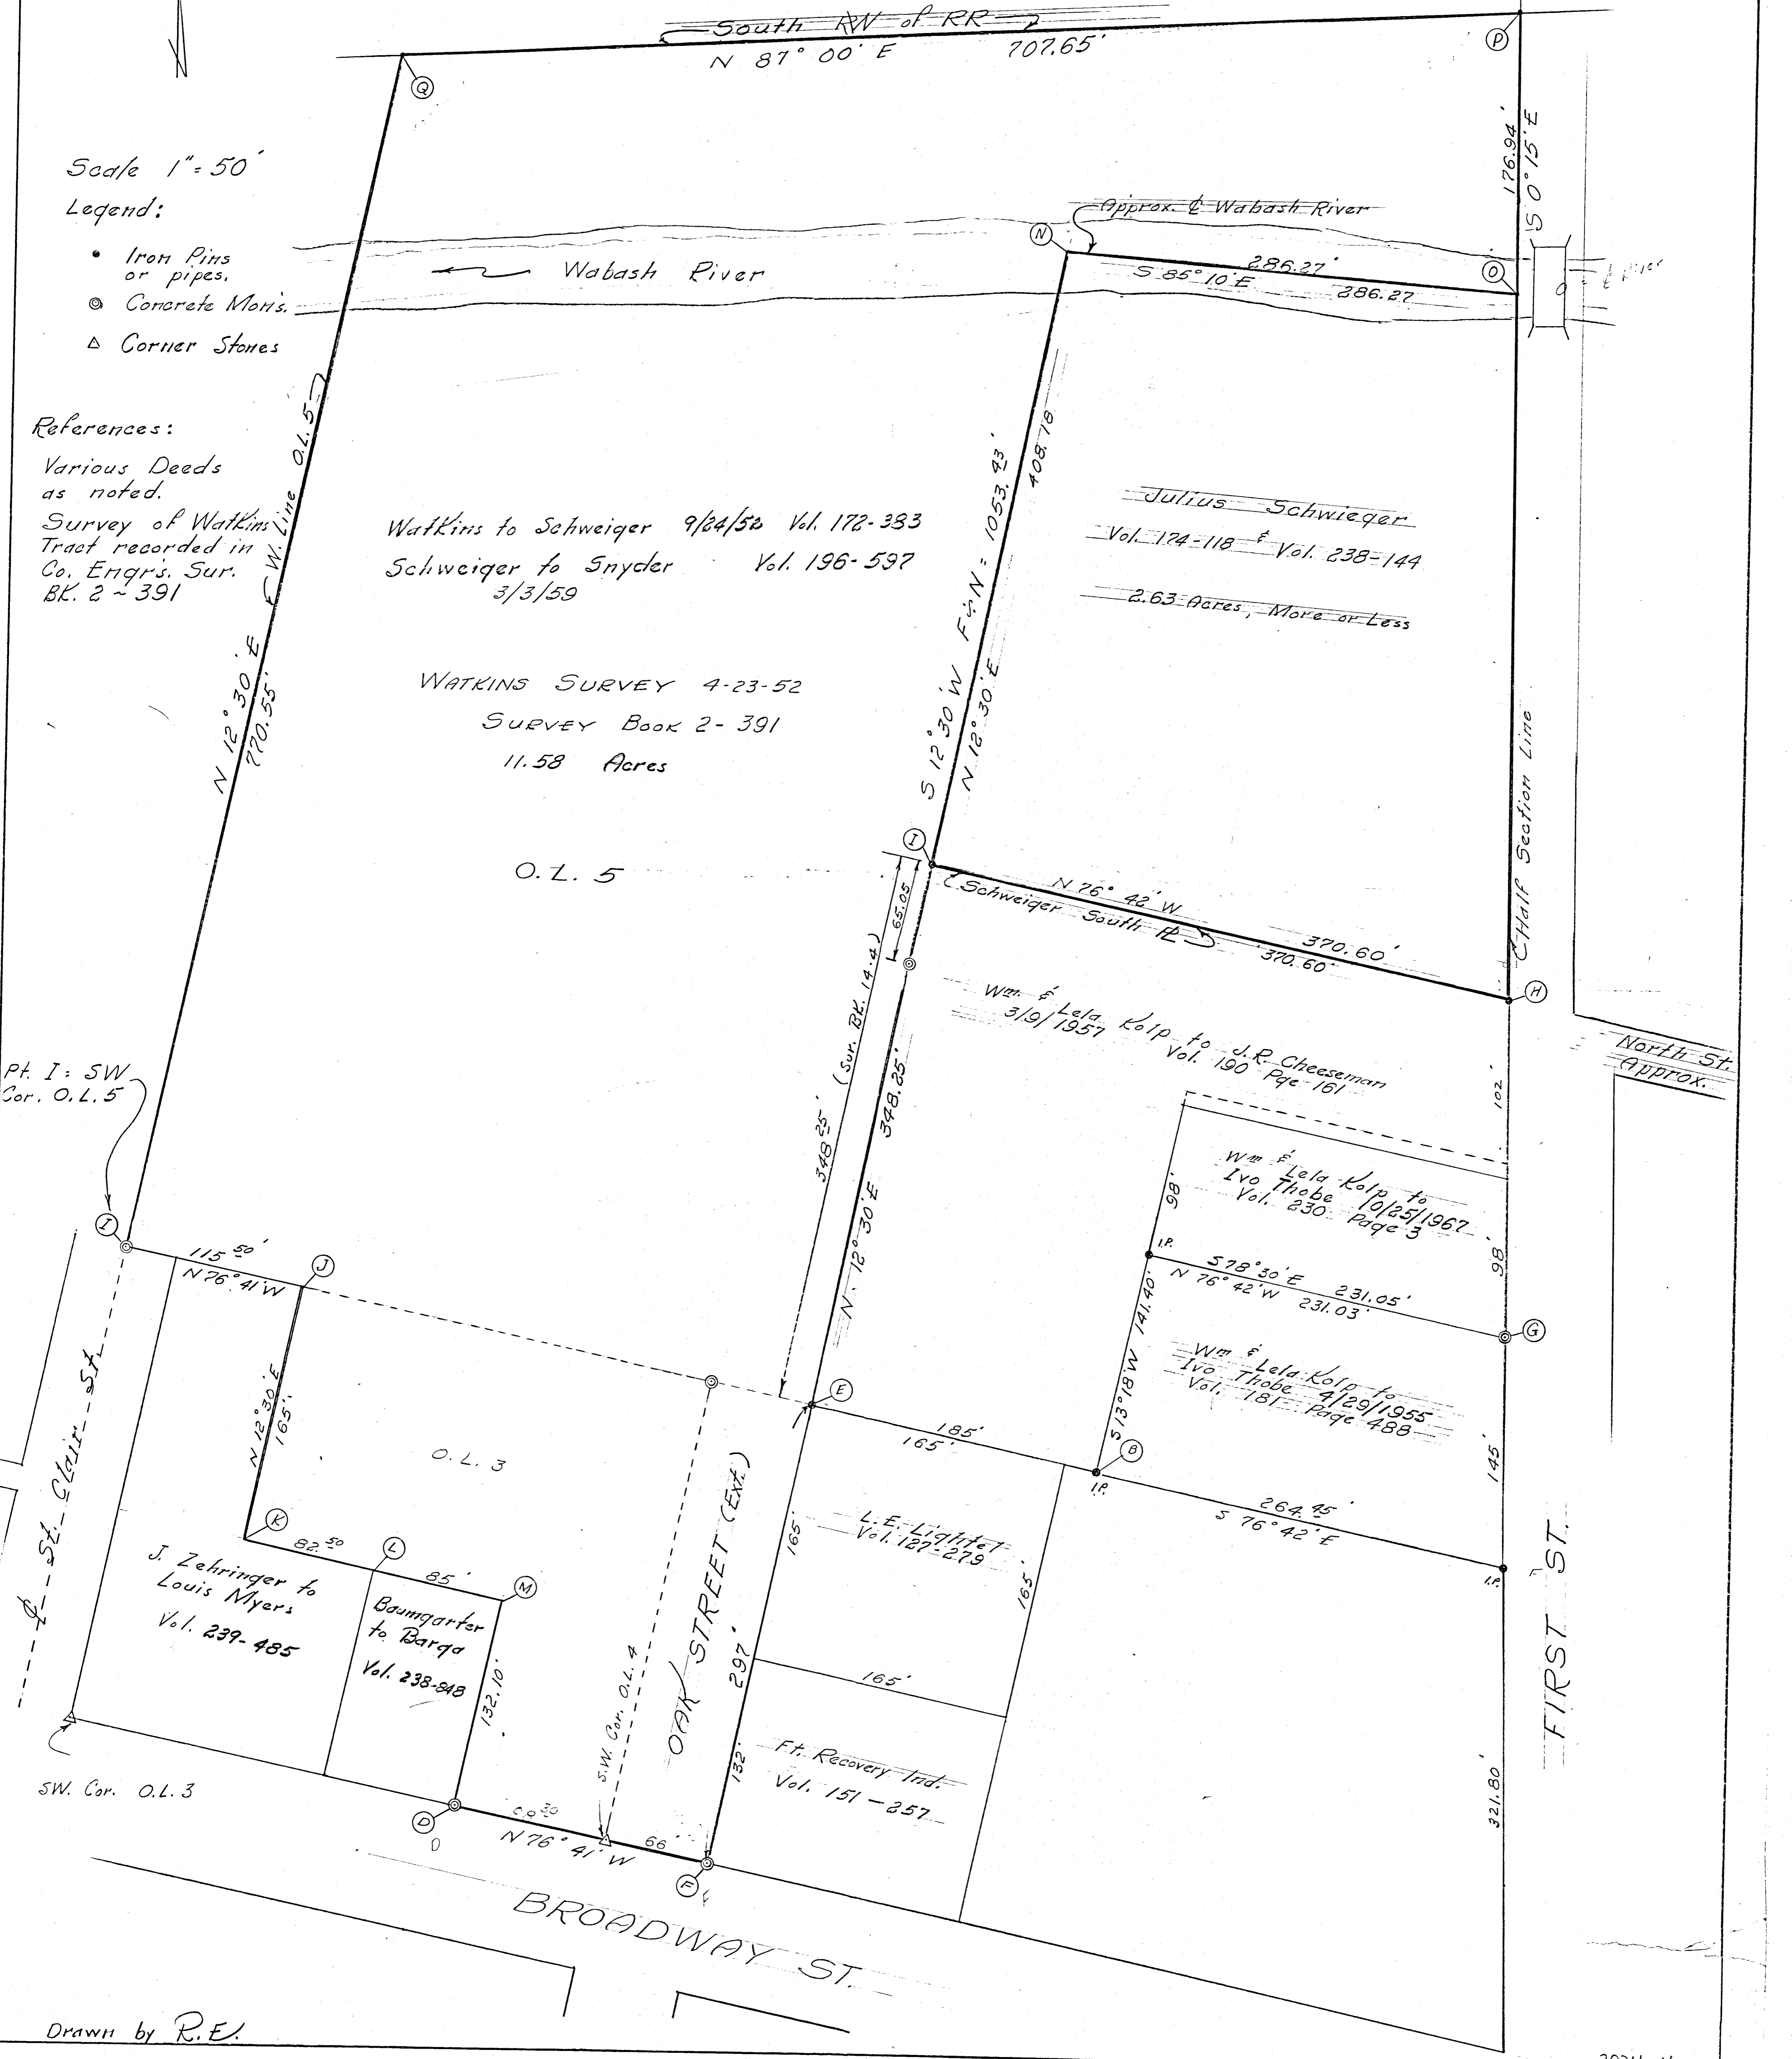 South R/W of RR
N 87° 00' E 707.65'
P
Q
176.94'
S 0° 15' E
Scale 1" = 50'
Legend:
Iron Pins
or pipes.
Concrete Mon's.
Corner Stones
Approx. ℄ Wabash River
N
O
286.27'
S 85° 10' E 286.27
℄ River
Wabash River
References:
Various Deeds
as noted.
Survey of Watkins
Tract recorded in
Co. Engr's. Sur.
BK. 2 ~ 391
W. Line O.L. 5
N 12° 30' E
770.55'
Watkins to Schweiger 9/24/52 Vol. 172-383
Schweiger to Snyder Vol. 196-597
3/3/59
WATKINS SURVEY 4-23-52
SURVEY BOOK 2-391
11.58 Acres
O.L. 5
S 12° 30' W F is N = 1053.43'
N 12° 30' E
408.78
Julius Schwieger
Vol. 174-118 & Vol. 238-144
2.63 Acres, More or Less
Half Section Line
I
N 76° 42' W 370.60'
Schweiger South PL 370.60'
H
65.05
(Sur. BK. 14-4)
348.25'
348.25'
N 12° 30' E
Wm. & Lela Kolp to J.R. Cheeseman
3/9/1957 Vol. 190 Pge 161
North St.
Approx.
102'
Wm & Lela Kolp to
Ivo Thobe 10/25/1967
Vol. 230 Page 3
98'
98'
I.P.
S 78° 30' E 231.05'
N 76° 42' W 231.03'
G
S 13° 18' W 141.40'
Wm & Lela Kolp to
Ivo Thobe 4/29/1955
Vol. 181 Page 488
145'
Pt. I = SW
Cor. O.L. 5
I
115.50'
N 76° 41' W
J
N 12° 30' E
165'
O.L. 3
E
185'
165'
B
I.P.
264.45'
S 76° 42' E
I.P.
F
℄ St. Clair St.
K
82.50
L
85'
M
J. Zehringer to
Louis Myers
Vol. 239-485
Baumgarter
to Barga
Vol. 238-848
132.10'
S.W. Cor. O.L. 4
OAK STREET (Ext.)
297'
165'
132'
L.E. Lightel
Vol. 127-279
165'
165'
Ft. Recovery Ind.
Vol. 151-257
FIRST ST.
321.80'
SW. Cor. O.L. 3
D
N 76° 41' W
66'
F
BROADWAY ST.
Drawn by R.E.